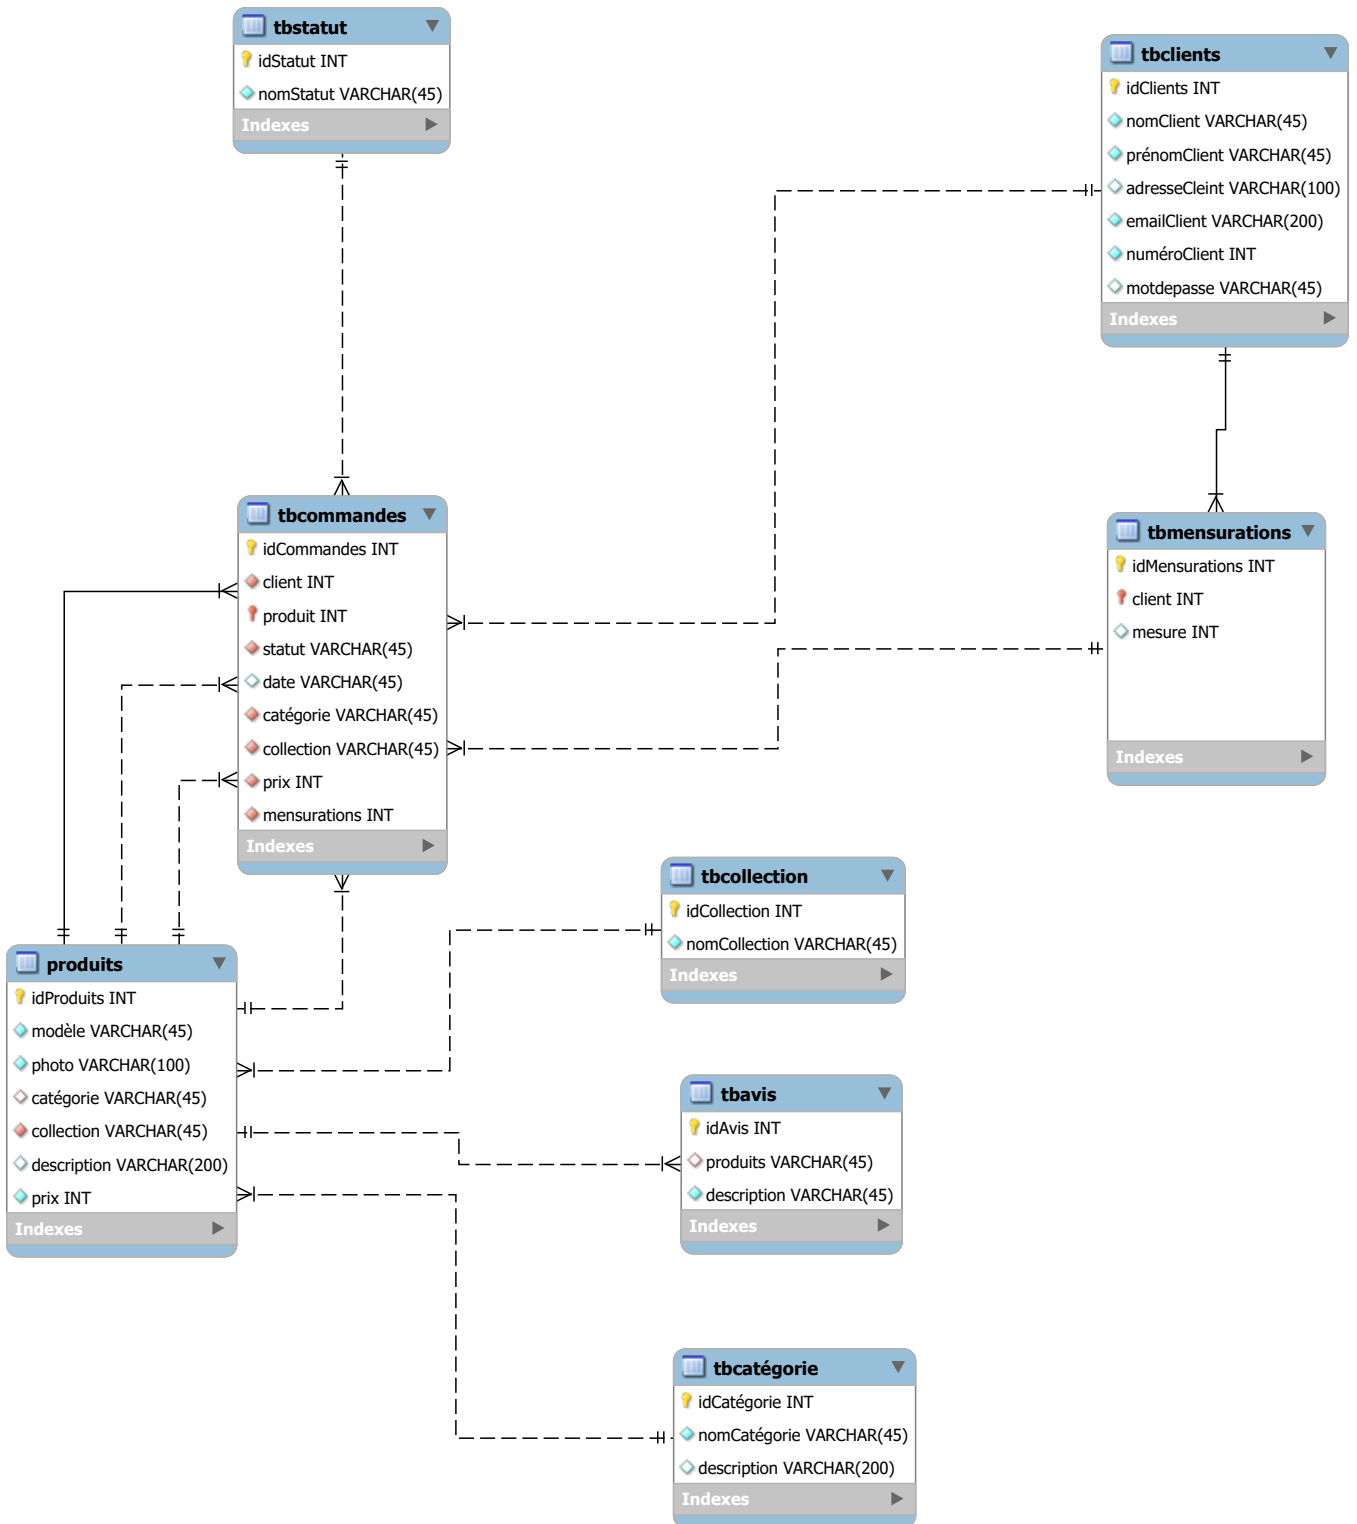 tbstatut
idStatut INT
nomStatut VARCHAR(45)
Indexes
tbclients
idClients INT
nomClient VARCHAR(45)
prénomClient VARCHAR(45)
adresseCleint VARCHAR(100)
emailClient VARCHAR(200)
numéroClient INT
motdepasse VARCHAR(45)
Indexes
tbcommandes
idCommandes INT
client INT
produit INT
statut VARCHAR(45)
date VARCHAR(45)
catégorie VARCHAR(45)
collection VARCHAR(45)
prix INT
mensurations INT
Indexes
tbmensurations
idMensurations INT
client INT
mesure INT
Indexes
tbcollection
idCollection INT
nomCollection VARCHAR(45)
Indexes
produits
idProduits INT
modèle VARCHAR(45)
photo VARCHAR(100)
catégorie VARCHAR(45)
collection VARCHAR(45)
description VARCHAR(200)
prix INT
Indexes
tbavis
idAvis INT
produits VARCHAR(45)
description VARCHAR(45)
Indexes
tbcatégorie
idCatégorie INT
nomCatégorie VARCHAR(45)
description VARCHAR(200)
Indexes